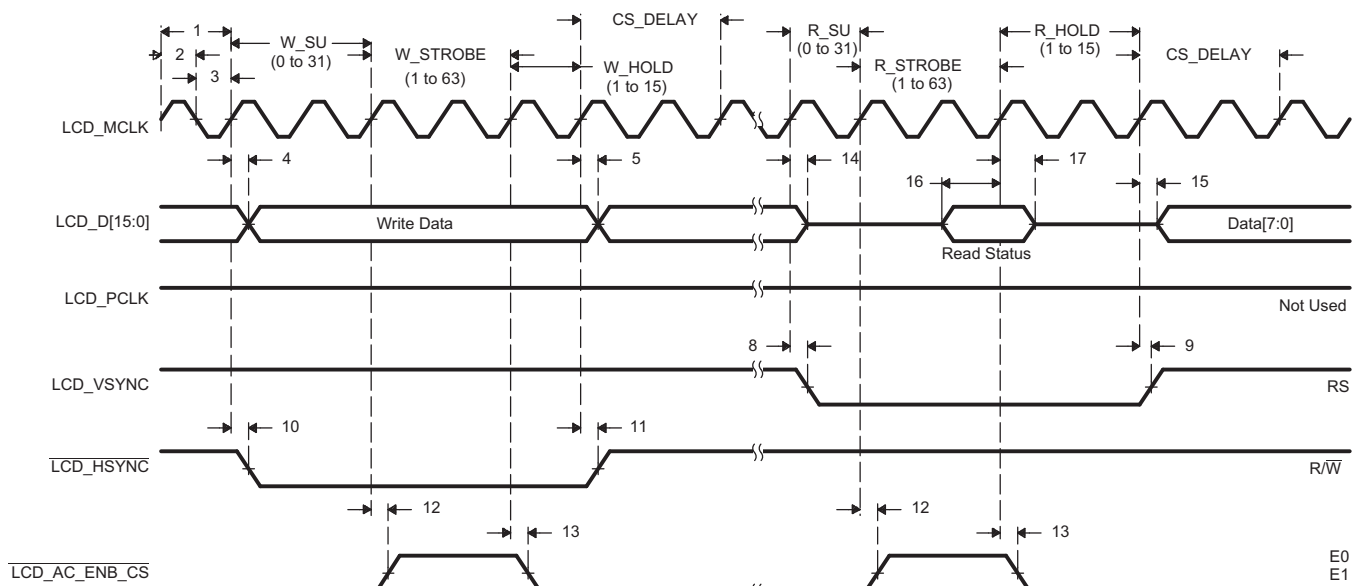 CS_DELAY
1
W_SU
(0 to 31)
R_SU
(0 to 31)
R_HOLD
(1 to 15)
2
W_STROBE
(1 to 63)
CS_DELAY
3
W_HOLD
(1 to 15)
R_STROBE
(1 to 63)
LCD_MCLK
4
5
14
17
16
15
LCD_D[15:0]
Write Data
Data[7:0]
Read Status
LCD_PCLK
Not Used
8
9
LCD_VSYNC
RS
10
11
LCD_HSYNC
R/W
12
13
12
13
LCD_AC_ENB_CS
E0
E1